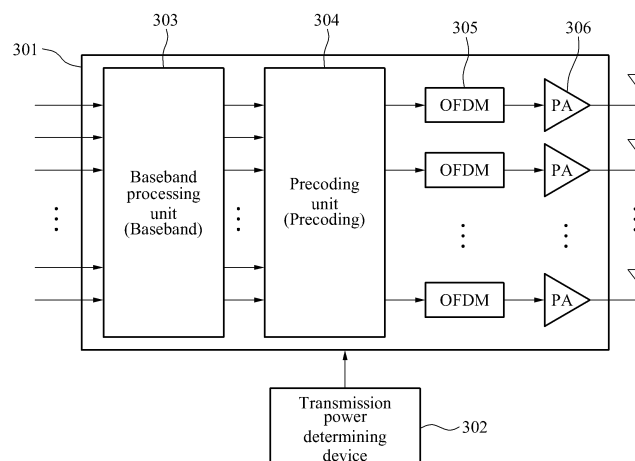 301
303
304
305
306
Baseband
processing
unit
(Baseband)
Precoding
unit
(Precoding)
OFDM
PA
OFDM
PA
OFDM
PA
Transmission
power
determining
device
302